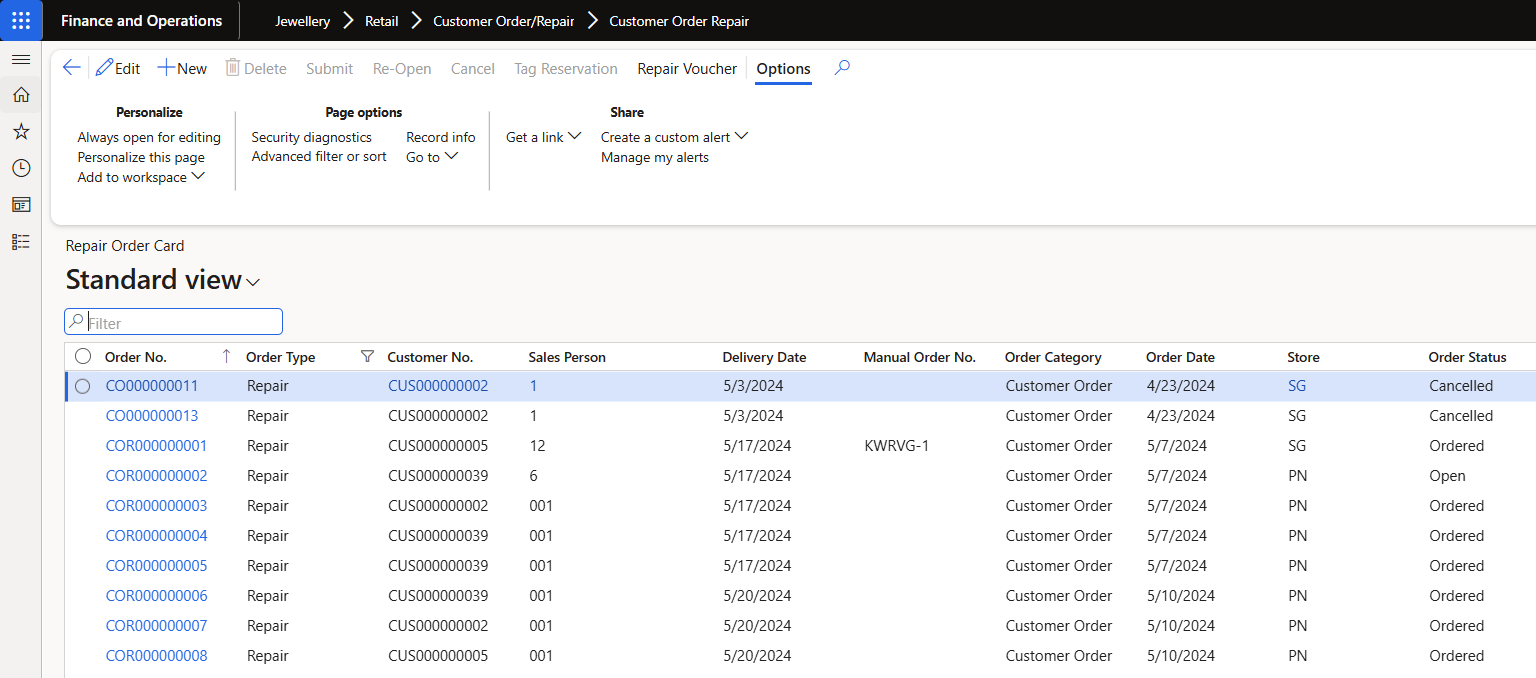 Finance and Operations Jewellery Retail Customer Order/Repair Customer Order Repair
Edit New Delete Submit Re-Open Cancel Tag Reservation Repair Voucher Options
Personalize
Always open for editing
Personalize this page
Add to workspace
Page options
Security diagnostics Record info
Advanced filter or sort Go to
Get a link
Share
Create a custom alert
Manage my alerts
Repair Order Card
Standard view
Filter
Order No. Order Type Customer No. Sales Person Delivery Date Manual Order No. Order Category Order Date Store Order Status
CO000000011 Repair CUS000000002 1 5/3/2024 Customer Order 4/23/2024 SG Cancelled
CO000000013 Repair CUS000000002 1 5/3/2024 Customer Order 4/23/2024 SG Cancelled
COR000000001 Repair CUS000000005 12 5/17/2024 KWRVG-1 Customer Order 5/7/2024 SG Ordered
COR000000002 Repair CUS000000039 6 5/17/2024 Customer Order 5/7/2024 PN Open
COR000000003 Repair CUS000000002 001 5/17/2024 Customer Order 5/7/2024 PN Ordered
COR000000004 Repair CUS000000039 001 5/17/2024 Customer Order 5/7/2024 PN Ordered
COR000000005 Repair CUS000000039 001 5/17/2024 Customer Order 5/7/2024 PN Ordered
COR000000006 Repair CUS000000039 001 5/20/2024 Customer Order 5/10/2024 PN Ordered
COR000000007 Repair CUS000000002 001 5/20/2024 Customer Order 5/10/2024 PN Ordered
COR000000008 Repair CUS000000005 001 5/20/2024 Customer Order 5/10/2024 PN Ordered